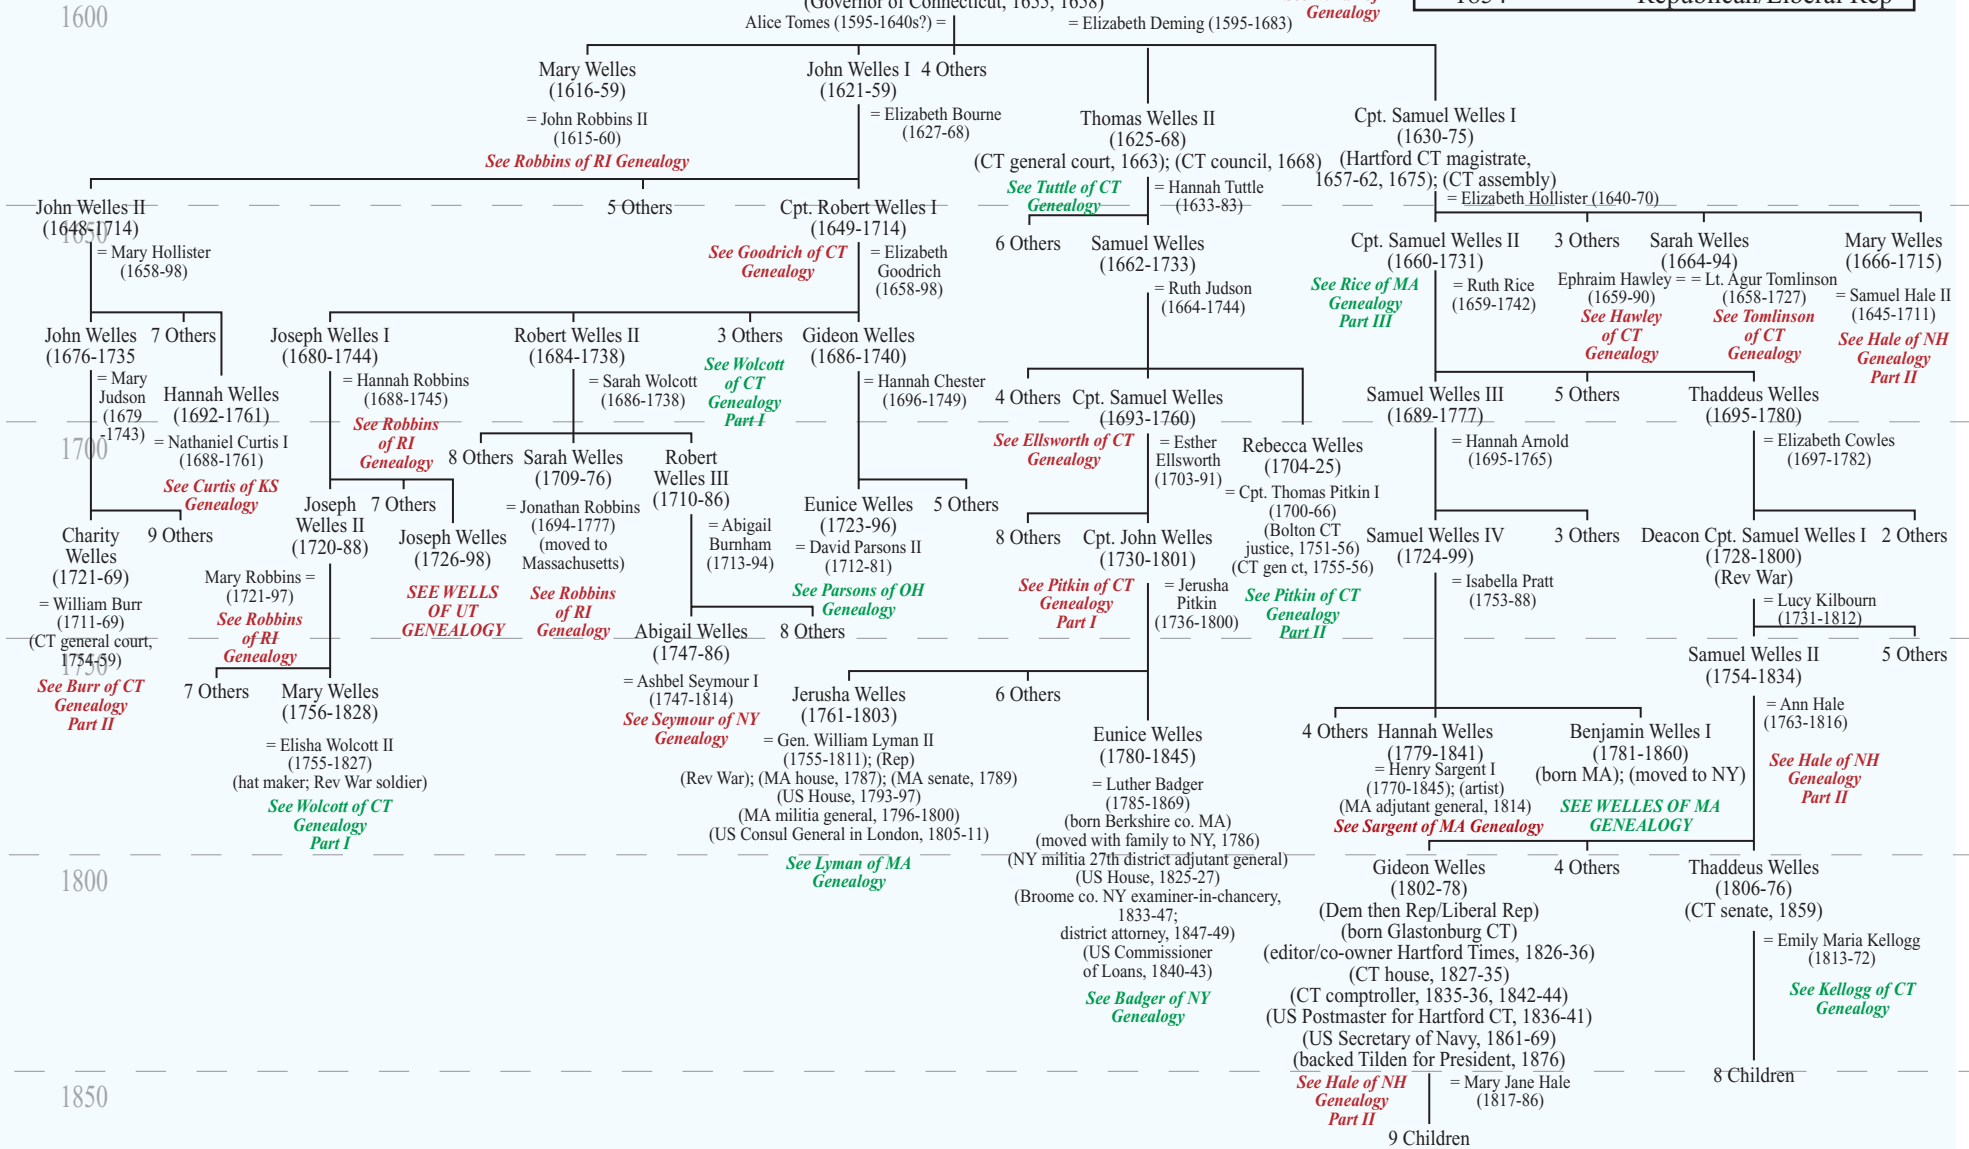 1600
(Governor of Connecticut, 1655, 1658)
Genealogy
1854 Republican/Liberal Rep
Alice Tomes (1595-1640s?) =
= Elizabeth Deming (1595-1683)
Mary Welles
(1616-59)
= John Robbins II
(1615-60)
See Robbins of RI Genealogy
John Welles I
(1621-59)
4 Others
= Elizabeth Bourne
(1627-68)
Thomas Welles II
(1625-68)
(CT general court, 1663); (CT council, 1668)
See Tuttle of CT
Genealogy
= Hannah Tuttle
(1633-83)
Cpt. Samuel Welles I
(1630-75)
(Hartford CT magistrate,
1657-62, 1675); (CT assembly)
= Elizabeth Hollister (1640-70)
1650
John Welles II
(1648-1714)
= Mary Hollister
(1658-98)
5 Others
Cpt. Robert Welles I
(1649-1714)
See Goodrich of CT
Genealogy
= Elizabeth
Goodrich
(1658-98)
6 Others
Samuel Welles
(1662-1733)
= Ruth Judson
(1664-1744)
Cpt. Samuel Welles II
(1660-1731)
See Rice of MA
Genealogy
Part III
= Ruth Rice
(1659-1742)
3 Others
Sarah Welles
(1664-94)
Ephraim Hawley =
(1659-90)
See Hawley
of CT
Genealogy
= Lt. Agur Tomlinson
(1658-1727)
See Tomlinson
of CT
Genealogy
Mary Welles
(1666-1715)
= Samuel Hale II
(1645-1711)
See Hale of NH
Genealogy
Part II
John Welles
(1676-1735
= Mary
Judson
(1679
-1743)
7 Others
Hannah Welles
(1692-1761)
= Nathaniel Curtis I
(1688-1761)
See Curtis of KS
Genealogy
Joseph Welles I
(1680-1744)
= Hannah Robbins
(1688-1745)
See Robbins
of RI
Genealogy
Robert Welles II
(1684-1738)
= Sarah Wolcott
(1686-1738)
3 Others
See Wolcott
of CT
Genealogy
Part I
Gideon Welles
(1686-1740)
= Hannah Chester
(1696-1749)
4 Others
Cpt. Samuel Welles
(1693-1760)
See Ellsworth of CT
Genealogy
= Esther
Ellsworth
(1703-91)
Rebecca Welles
(1704-25)
= Cpt. Thomas Pitkin I
(1700-66)
(Bolton CT
justice, 1751-56)
(CT gen ct, 1755-56)
See Pitkin of CT
Genealogy
Part II
Samuel Welles III
(1689-1777)
= Hannah Arnold
(1695-1765)
5 Others
Thaddeus Welles
(1695-1780)
= Elizabeth Cowles
(1697-1782)
1700
Charity
Welles
(1721-69)
= William Burr
(1711-69)
(CT general court,
1754-59)
See Burr of CT
Genealogy
Part II
9 Others
Joseph
Welles II
(1720-88)
Mary Robbins =
(1721-97)
See Robbins
of RI
Genealogy
7 Others
Joseph Welles
(1726-98)
SEE WELLS
OF UT
GENEALOGY
8 Others
Sarah Welles
(1709-76)
= Jonathan Robbins
(1694-1777)
(moved to
Massachusetts)
See Robbins
of RI
Genealogy
Robert
Welles III
(1710-86)
= Abigail
Burnham
(1713-94)
Eunice Welles
(1723-96)
= David Parsons II
(1712-81)
See Parsons of OH
Genealogy
5 Others
8 Others
Cpt. John Welles
(1730-1801)
See Pitkin of CT
Genealogy
Part I
= Jerusha
Pitkin
(1736-1800)
Samuel Welles IV
(1724-99)
= Isabella Pratt
(1753-88)
3 Others
Deacon Cpt. Samuel Welles I
(1728-1800)
(Rev War)
= Lucy Kilbourn
(1731-1812)
2 Others
1750
7 Others
Mary Welles
(1756-1828)
= Elisha Wolcott II
(1755-1827)
(hat maker; Rev War soldier)
See Wolcott of CT
Genealogy
Part I
Abigail Welles
(1747-86)
= Ashbel Seymour I
(1747-1814)
See Seymour of NY
Genealogy
8 Others
Jerusha Welles
(1761-1803)
= Gen. William Lyman II
(1755-1811); (Rep)
(Rev War); (MA house, 1787); (MA senate, 1789)
(US House, 1793-97)
(MA militia general, 1796-1800)
(US Consul General in London, 1805-11)
See Lyman of MA
Genealogy
6 Others
Eunice Welles
(1780-1845)
= Luther Badger
(1785-1869)
(born Berkshire co. MA)
(moved with family to NY, 1786)
(NY militia 27th district adjutant general)
(US House, 1825-27)
(Broome co. NY examiner-in-chancery,
1833-47;
district attorney, 1847-49)
(US Commissioner
of Loans, 1840-43)
See Badger of NY
Genealogy
4 Others
Hannah Welles
(1779-1841)
= Henry Sargent I
(1770-1845); (artist)
(MA adjutant general, 1814)
See Sargent of MA Genealogy
Benjamin Welles I
(1781-1860)
(born MA); (moved to NY)
SEE WELLES OF MA
GENEALOGY
Samuel Welles II
(1754-1834)
= Ann Hale
(1763-1816)
See Hale of NH
Genealogy
Part II
5 Others
1800
Gideon Welles
(1802-78)
(Dem then Rep/Liberal Rep)
(born Glastonburg CT)
(editor/co-owner Hartford Times, 1826-36)
(CT house, 1827-35)
(CT comptroller, 1835-36, 1842-44)
(US Postmaster for Hartford CT, 1836-41)
(US Secretary of Navy, 1861-69)
(backed Tilden for President, 1876)
See Hale of NH
Genealogy
Part II
= Mary Jane Hale
(1817-86)
9 Children
4 Others
Thaddeus Welles
(1806-76)
(CT senate, 1859)
= Emily Maria Kellogg
(1813-72)
See Kellogg of CT
Genealogy
8 Children
1850